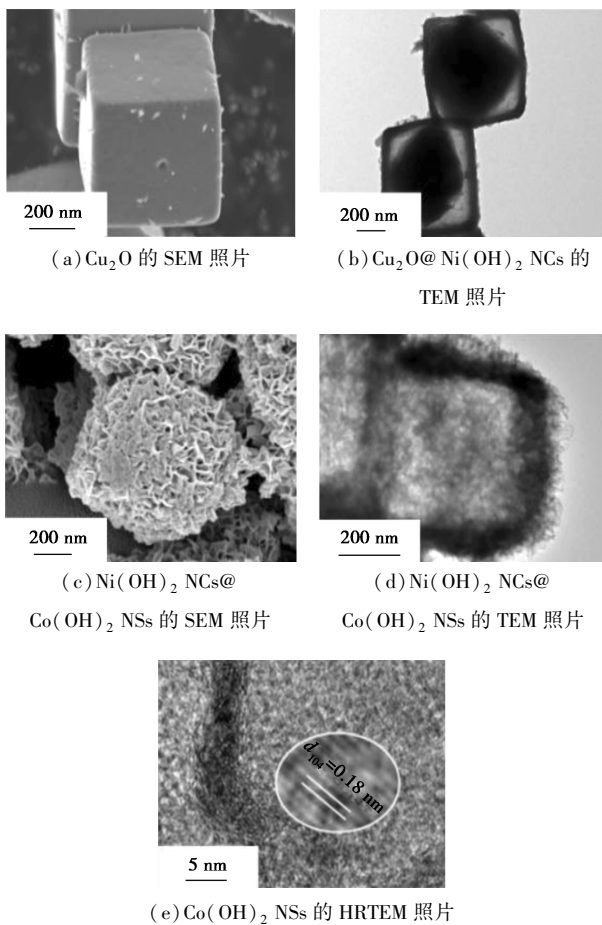 200 nm
200 nm
(a)Cu₂O 的 SEM 照片
(b)Cu₂O@ Ni(OH)₂ NCs 的
TEM 照片
200 nm
200 nm
(c)Ni(OH)₂ NCs@
Co(OH)₂ NSs 的 SEM 照片
(d)Ni(OH)₂ NCs@
Co(OH)₂ NSs 的 TEM 照片
d₁₀₄=0.18 nm
5 nm
(e)Co(OH)₂ NSs 的 HRTEM 照片